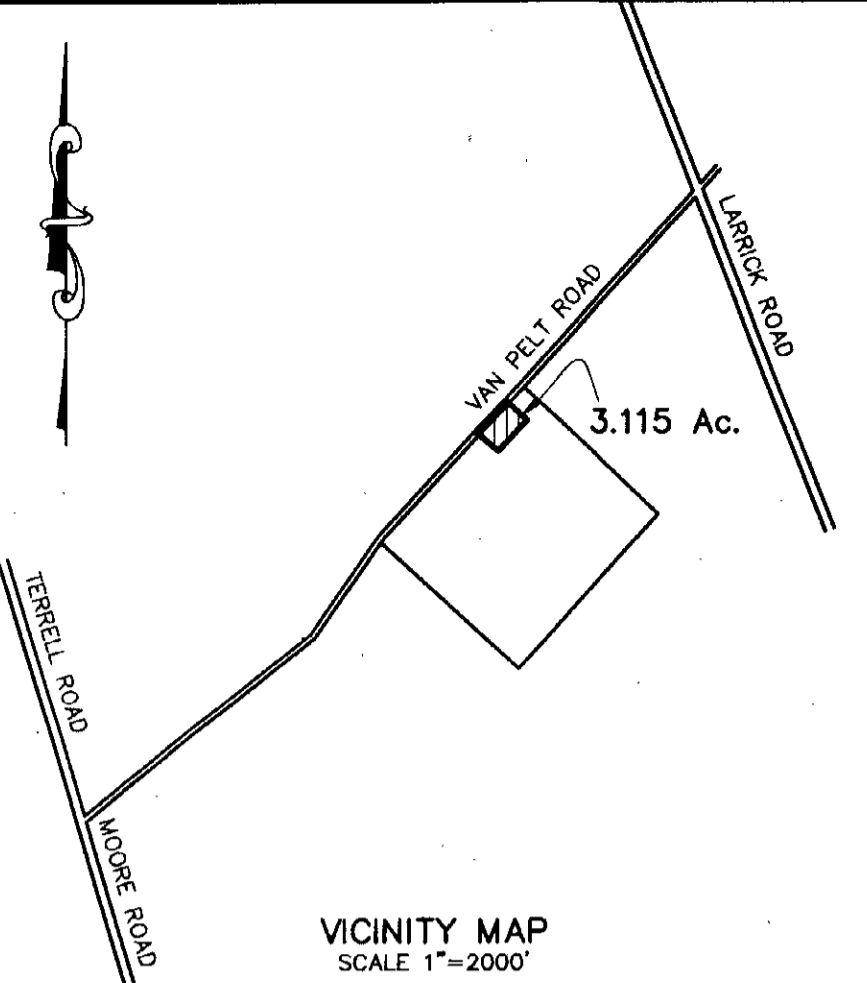 LARRICK ROAD
VAN PELT ROAD
3.115 Ac.
TERRELL ROAD
MOORE ROAD
VICINITY MAP
SCALE 1"=2000'